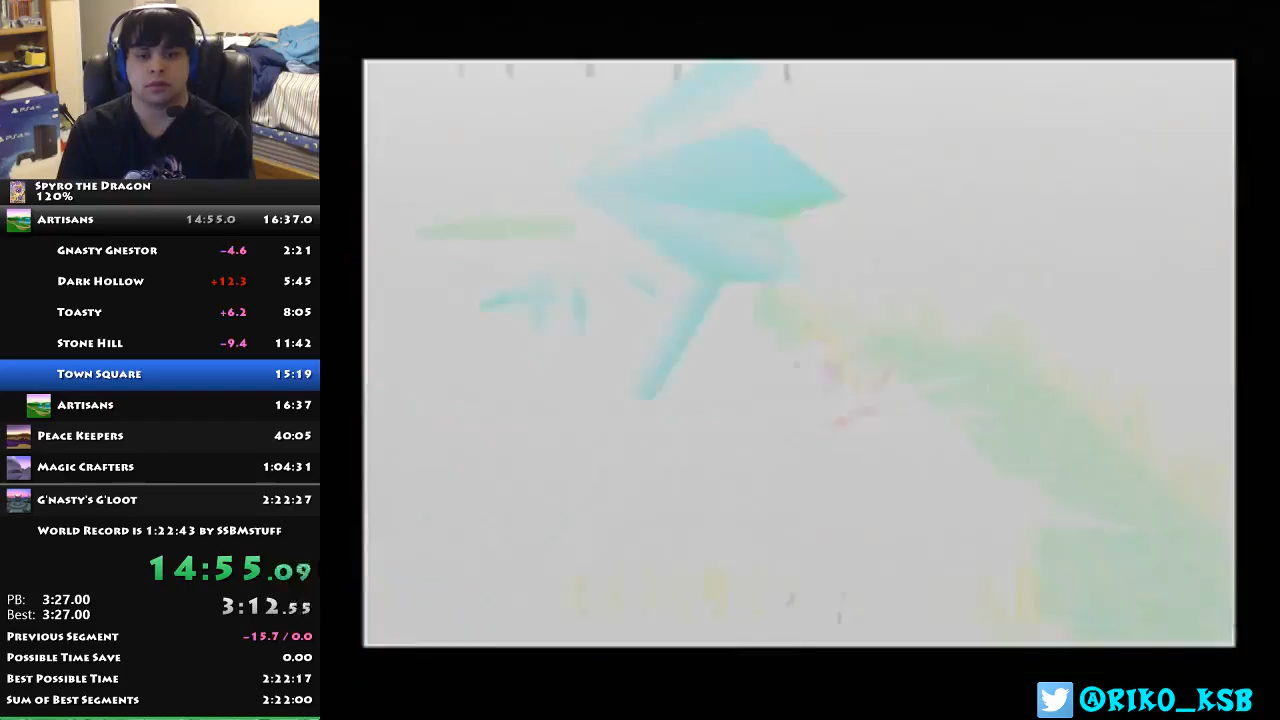 SPYRO THE DRAGON
120%
ARTISANS 14:55.0 16:37.0
GNASTY GNESTOR -4.6 2:21
DARK HOLLOW +12.3 5:45
TOASTY +6.2 8:05
STONE HILL -9.4 11:42
TOWN SQUARE 15:19
ARTISANS 16:37
PEACE KEEPERS 40:05
MAGIC CRAFTERS 1:04:31
G'NASTY'S G'LOOT 2:22:27
WORLD RECORD IS 1:22:43 BY SSBMSTUFF
14:55.09
PB: 3:27.00
Best: 3:27.00
3:12.55
PREVIOUS SEGMENT -15.7 / 0.0
POSSIBLE TIME SAVE 0.00
BEST POSSIBLE TIME 2:22:17
SUM OF BEST SEGMENTS 2:22:00
@RIKO_KSB